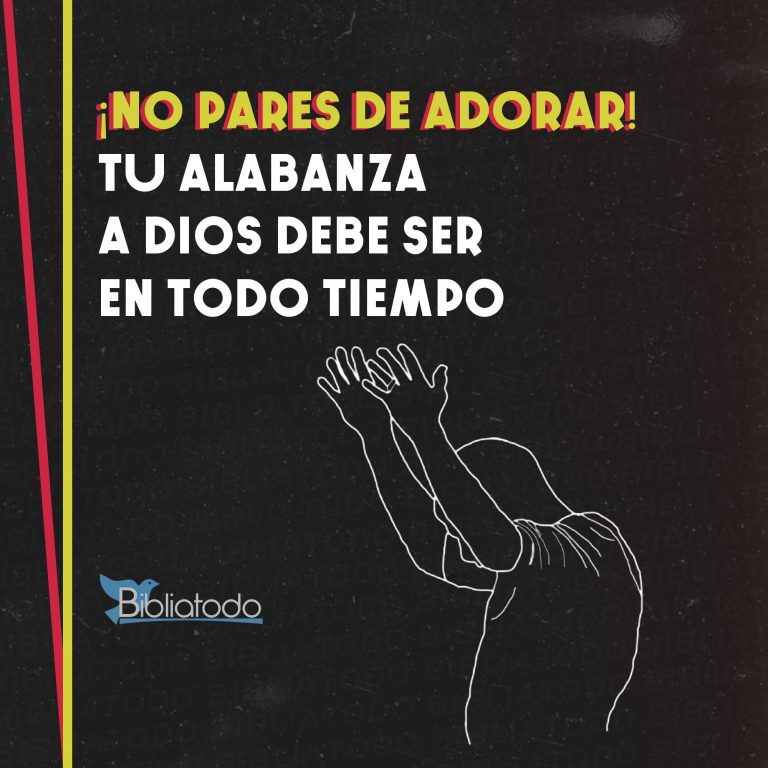 ¡NO PARES DE ADORAR!
TU ALABANZA
A DIOS DEBE SER
EN TODO TIEMPO
Bibliatodo